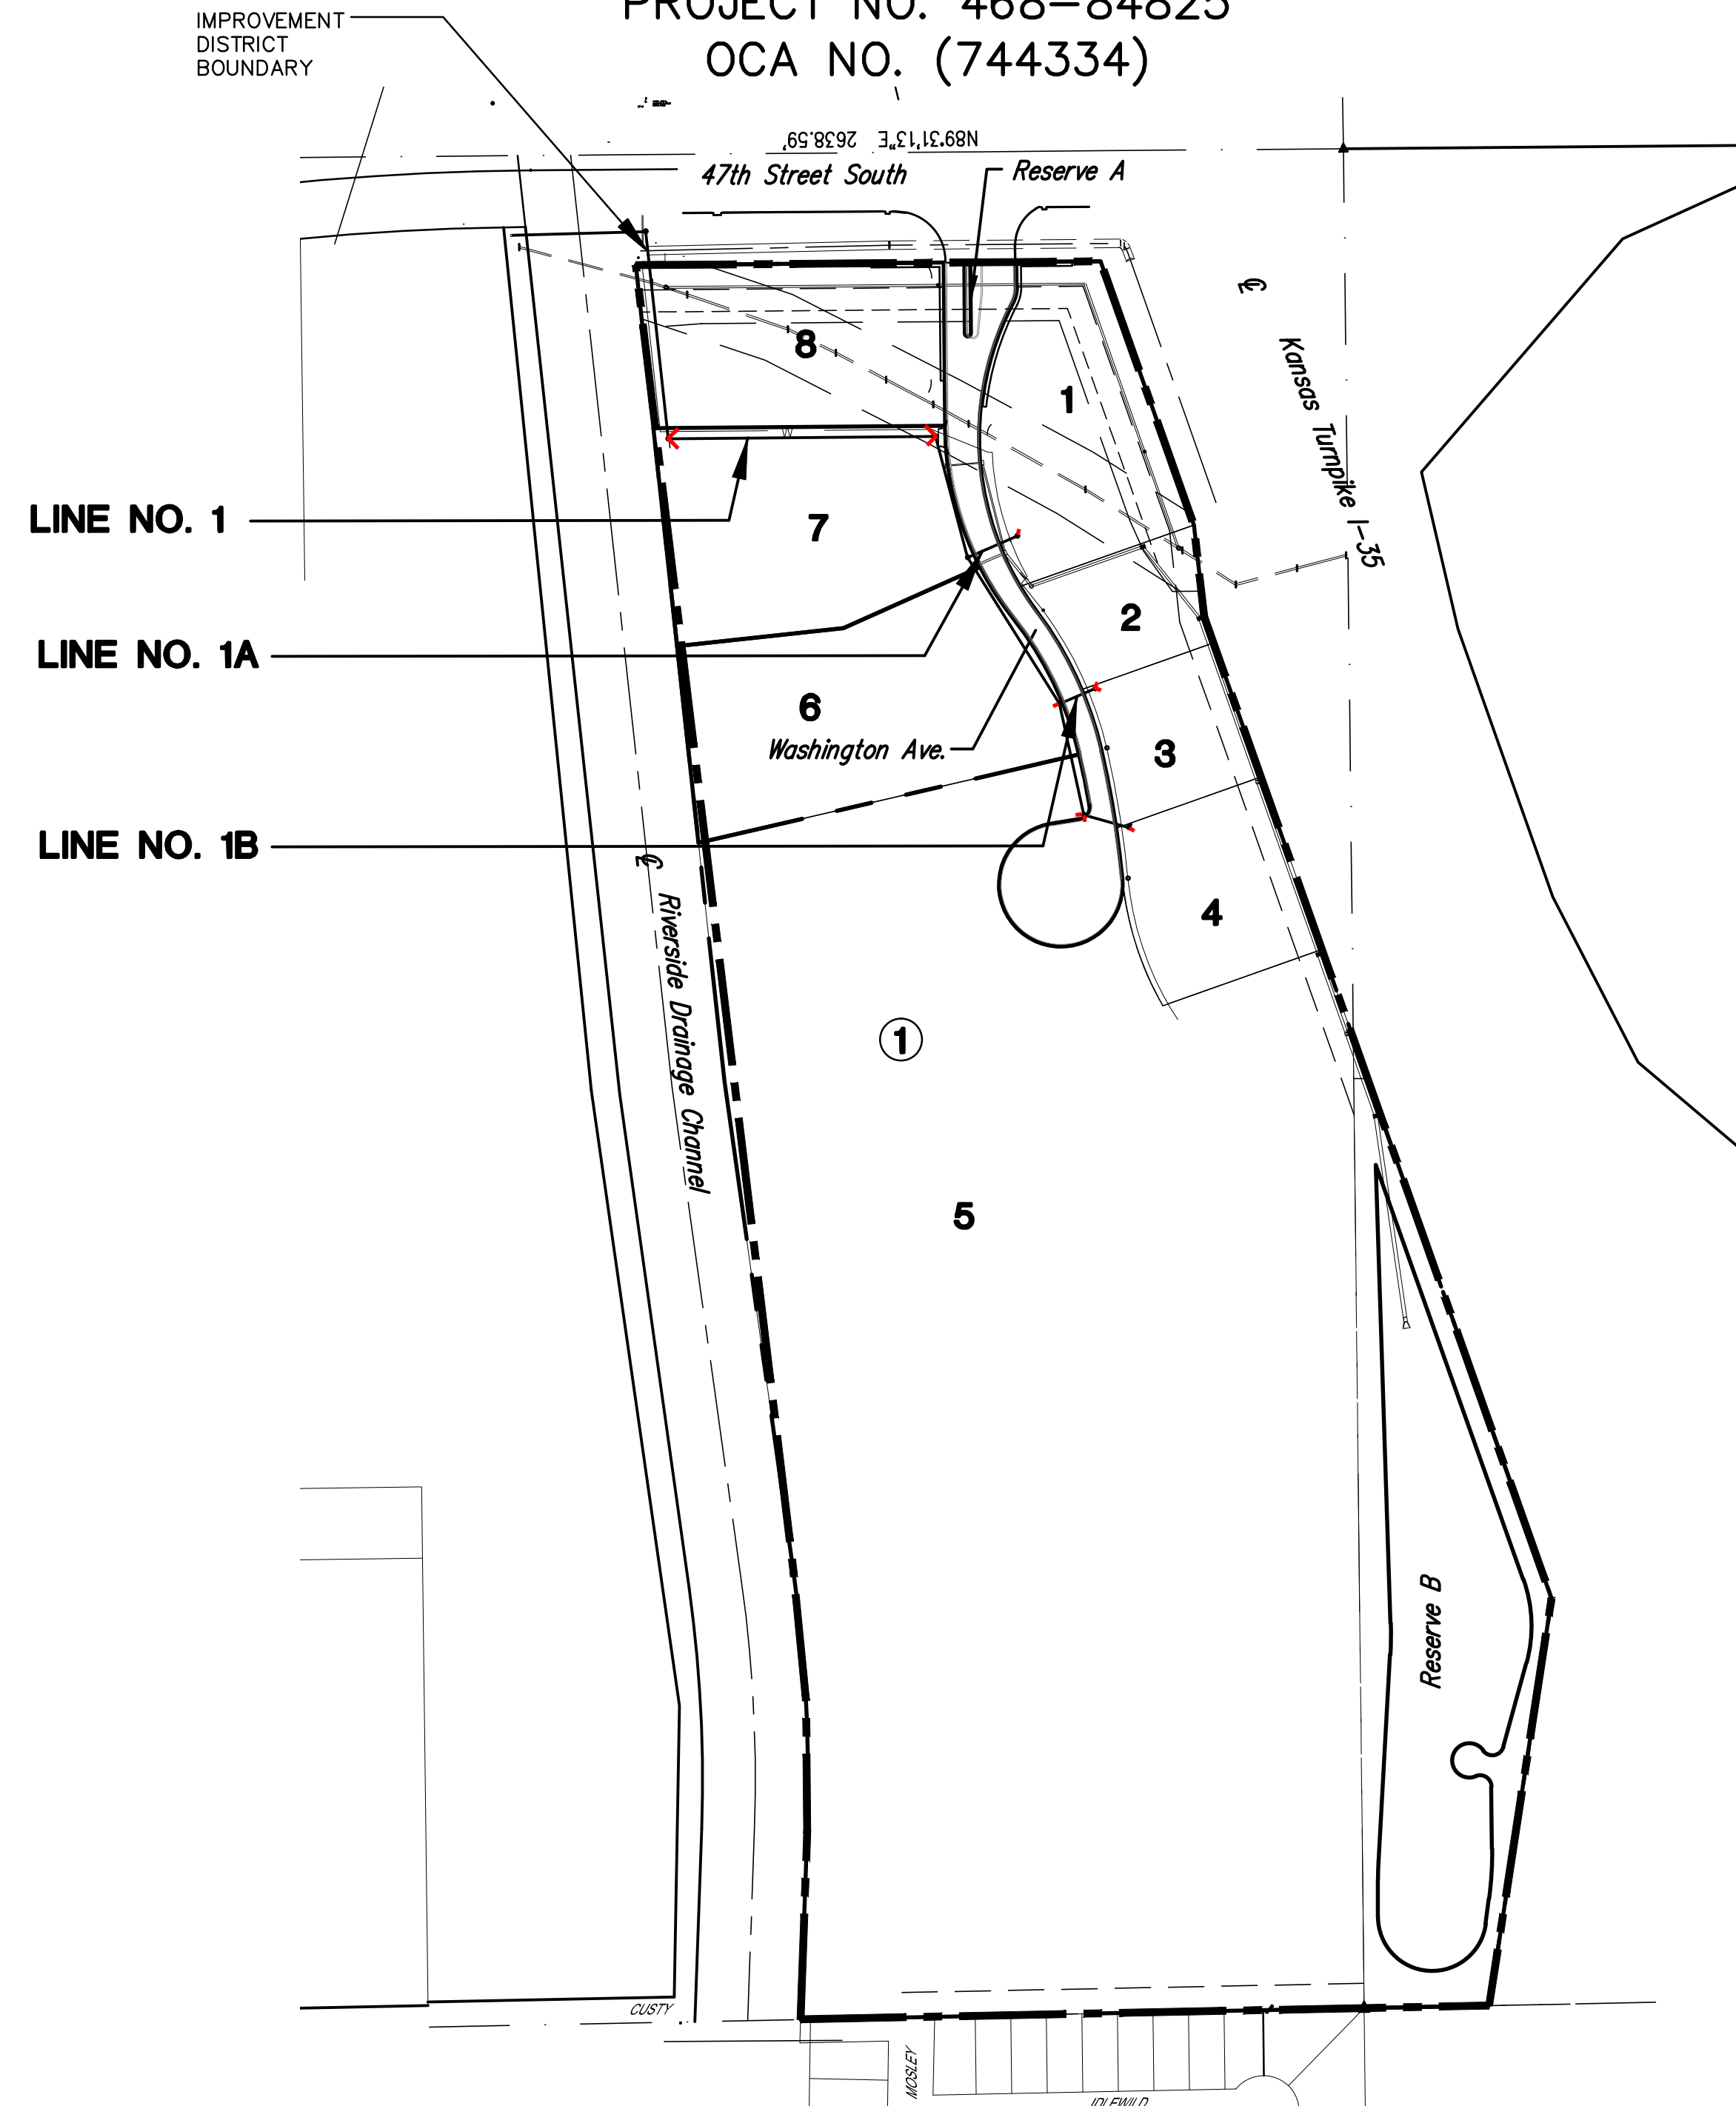 PROJECT NO. 468-84825
OCA NO. (744334)
IMPROVEMENT
DISTRICT
BOUNDARY
N89°31'13"E 2638.59'
47th Street South
Reserve A
℄
Kansas Turnpike I-35
8
1
W
LINE NO. 1
7
2
LINE NO. 1A
6
Washington Ave.
3
LINE NO. 1B
℄
Riverside Drainage Channel
4
1
5
Reserve B
CUSTY
MOSLEY
IDLEWILD